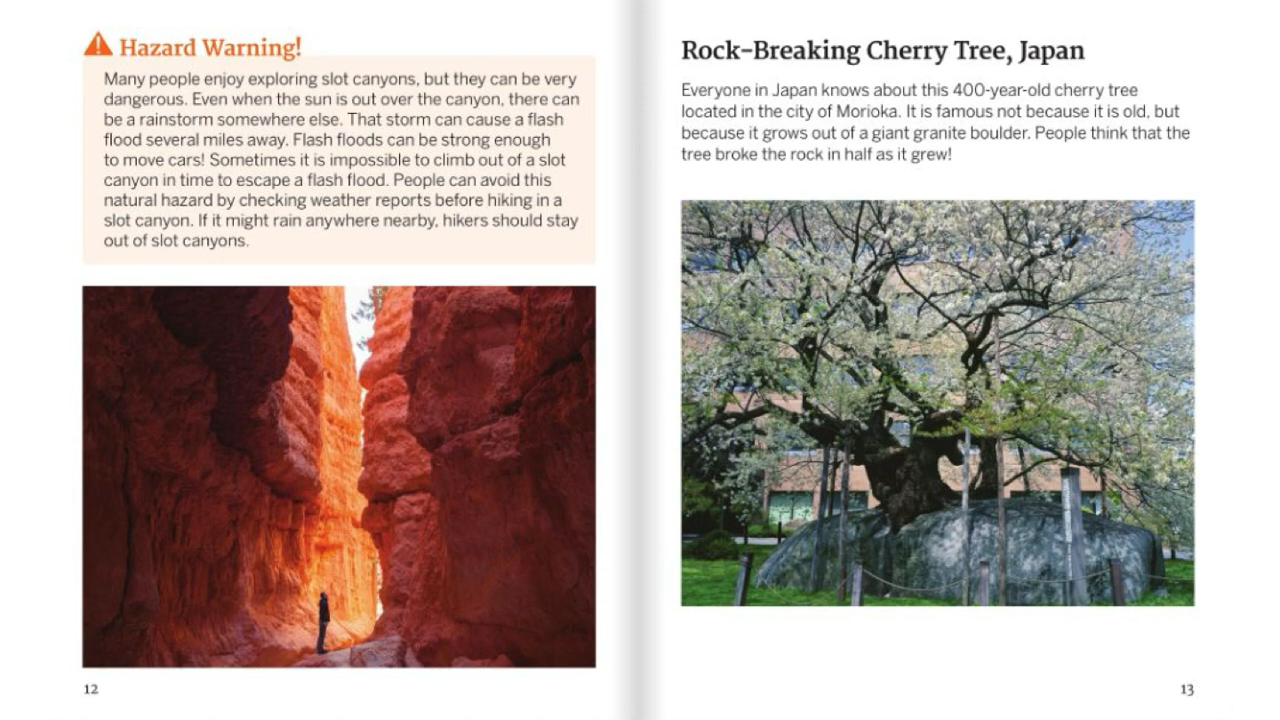 Hazard Warning!
Many people enjoy exploring slot canyons, but they can be very
dangerous. Even when the sun is out over the canyon, there can
be a rainstorm somewhere else. That storm can cause a flash
flood several miles away. Flash floods can be strong enough
to move cars! Sometimes it is impossible to climb out of a slot
canyon in time to escape a flash flood. People can avoid this
natural hazard by checking weather reports before hiking in a
slot canyon. If it might rain anywhere nearby, hikers should stay
out of slot canyons.
12
Rock-Breaking Cherry Tree, Japan
Everyone in Japan knows about this 400-year-old cherry tree
located in the city of Morioka. It is famous not because it is old, but
because it grows out of a giant granite boulder. People think that the
tree broke the rock in half as it grew!
13